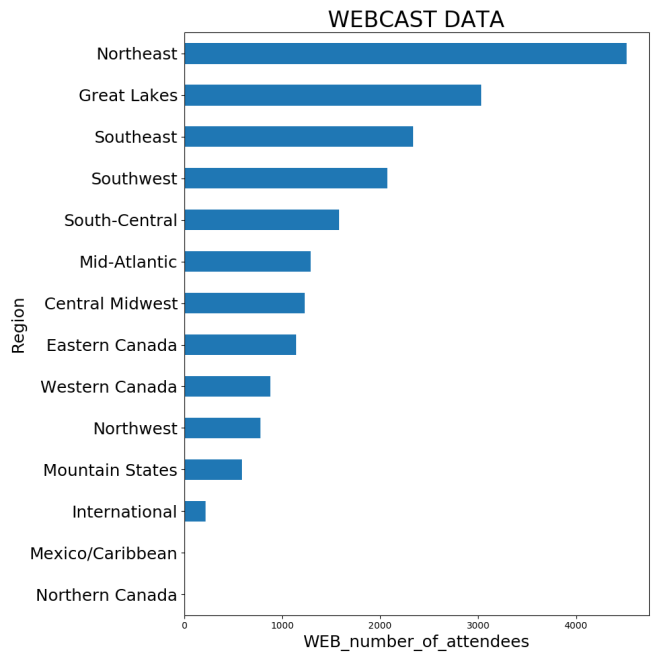 WEBCAST DATA
Northeast
Great Lakes
Southeast
Southwest
South-Central
Mid-Atlantic
Central Midwest
Eastern Canada
Western Canada
Northwest
Mountain States
International
Mexico/Caribbean
Northern Canada
Region
0 1000 2000 3000 4000
WEB_number_of_attendees